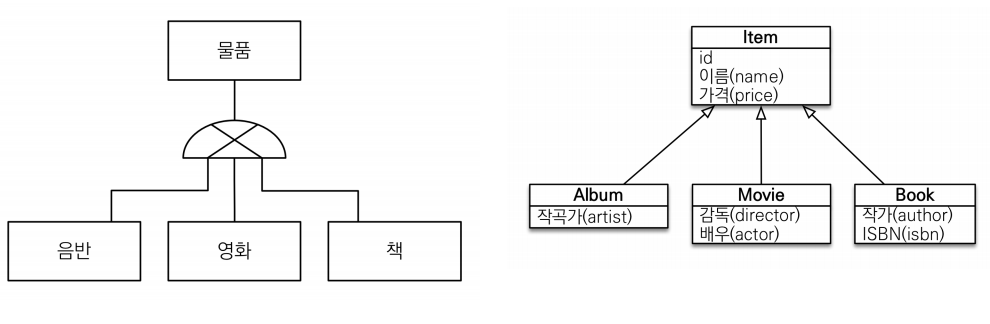 물품
음반
영화
책
Item
id
이름(name)
가격(price)
Album
작곡가(artist)
Movie
감독(director)
배우(actor)
Book
작가(author)
ISBN(isbn)